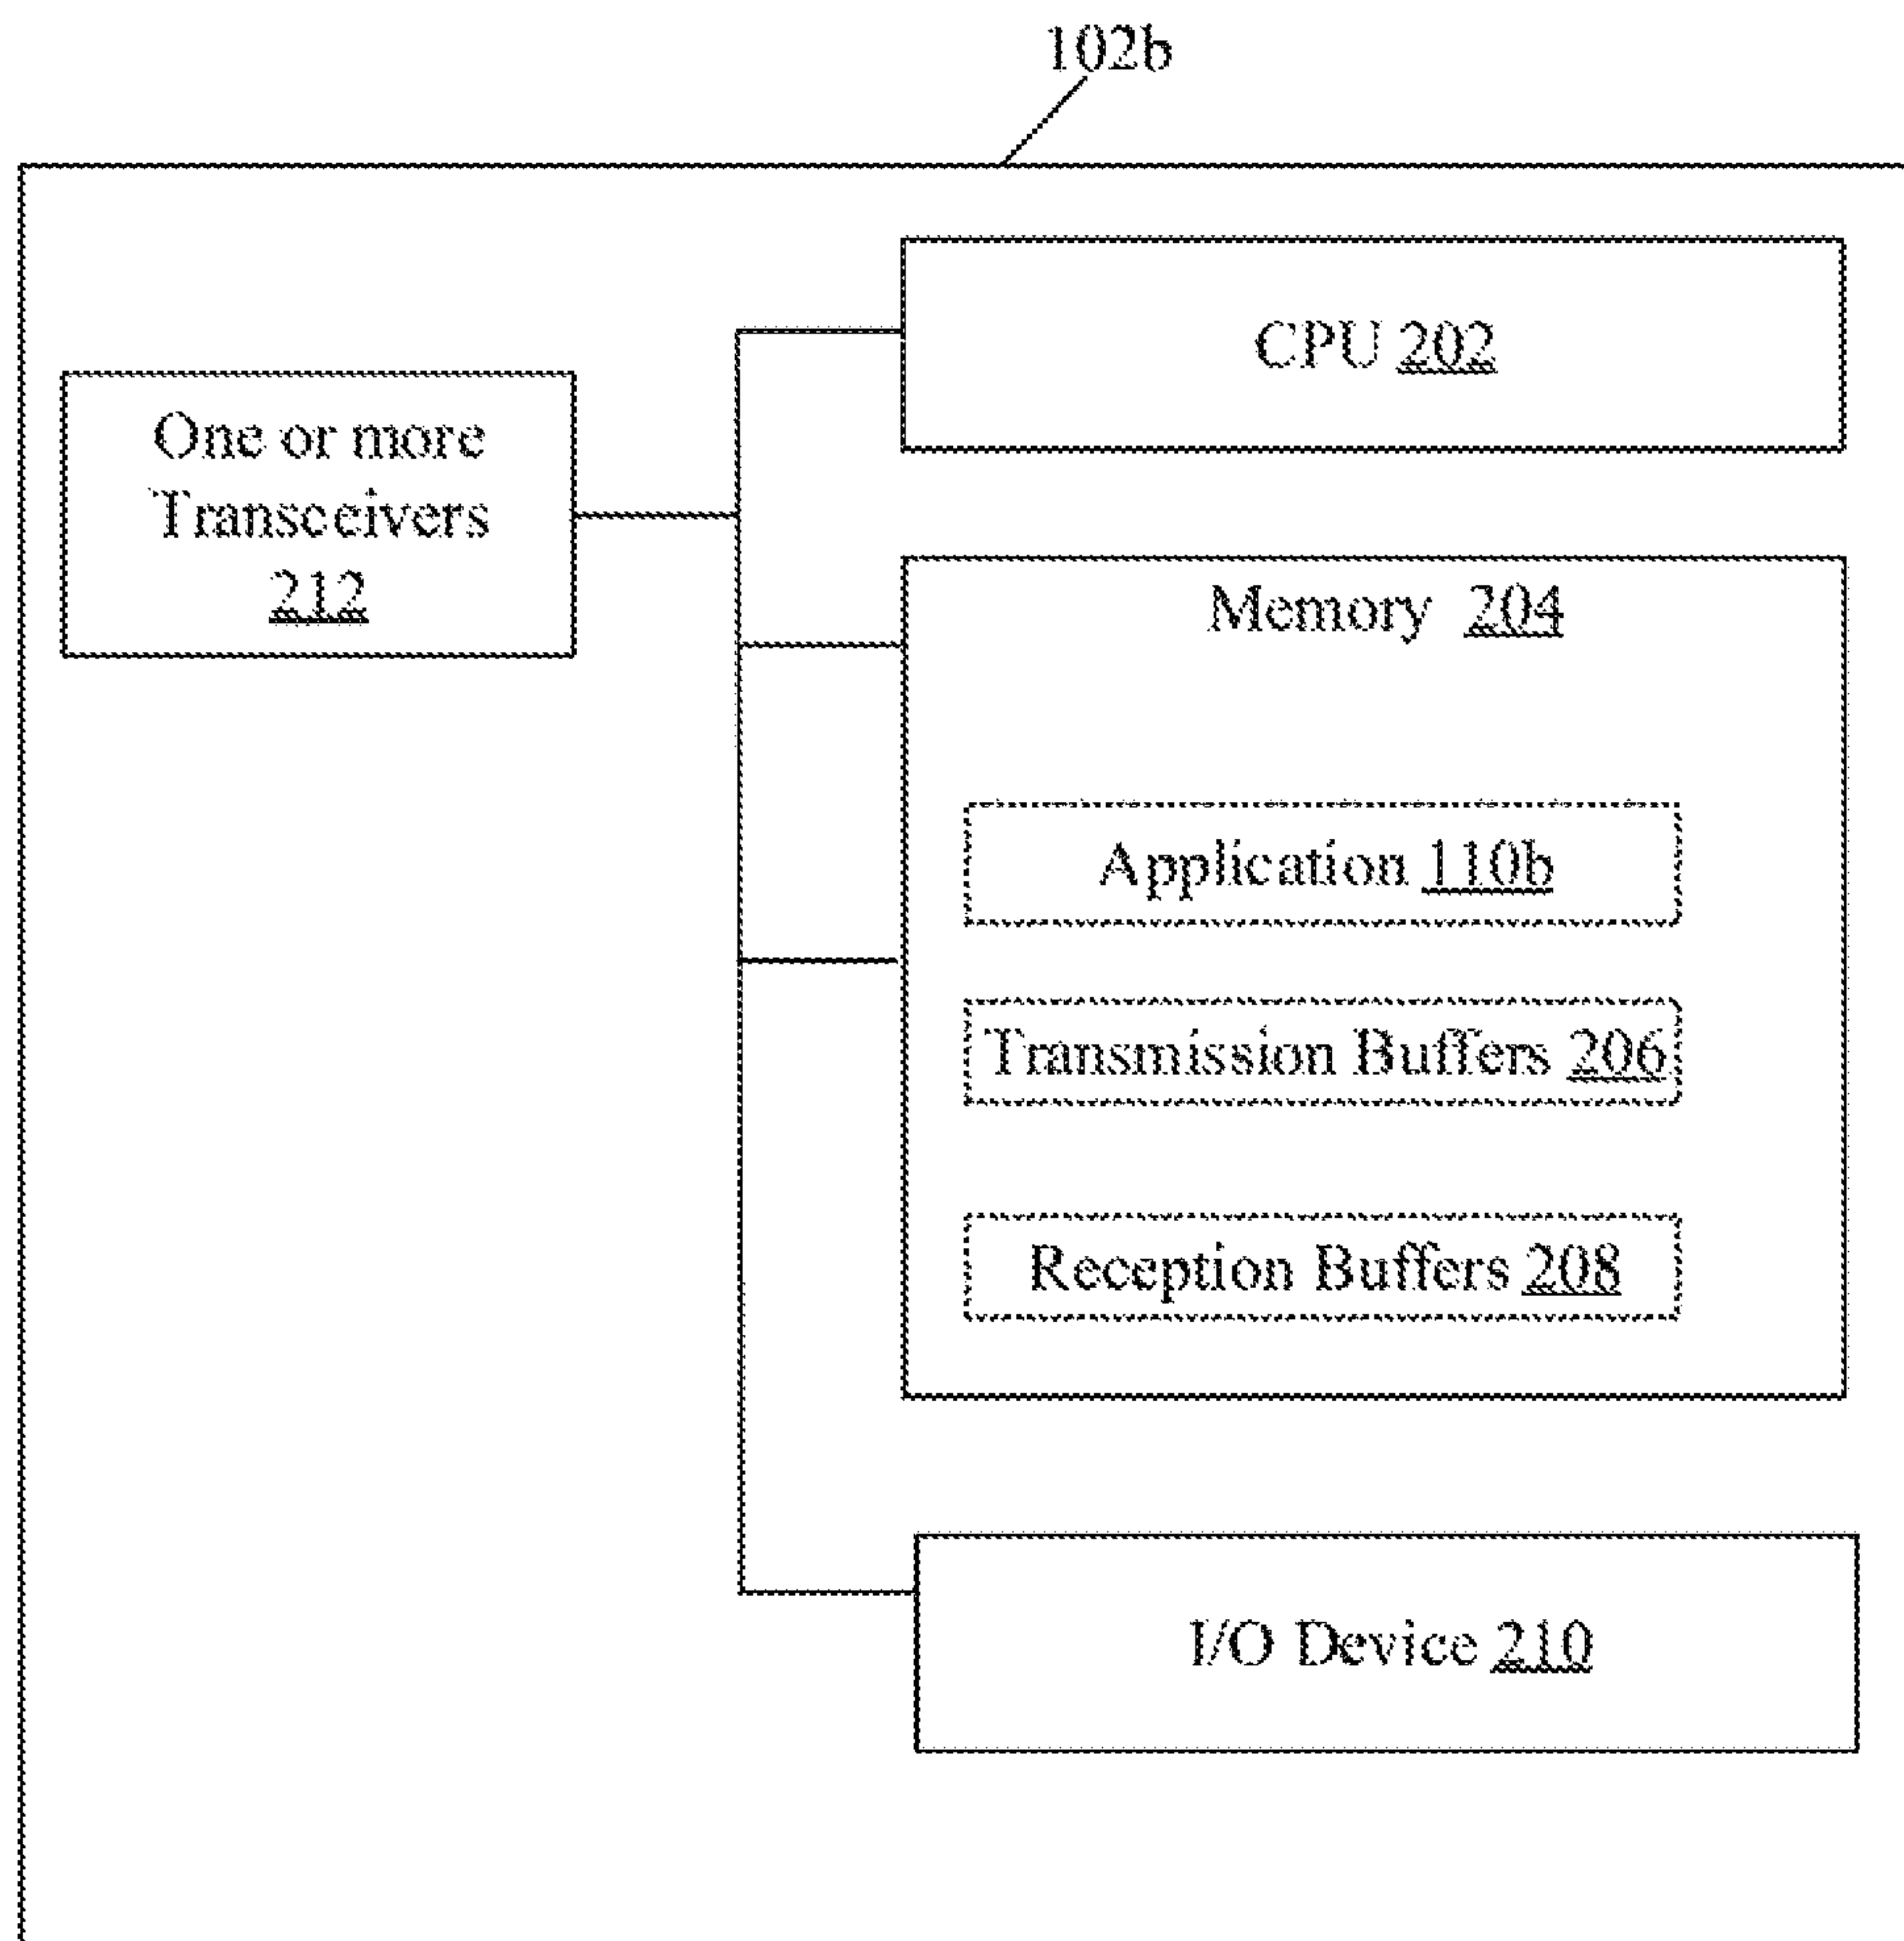 102b
CPU 202
One or more
Transceivers
212
Memory 204
Application 110b
Transmission Buffers 206
Reception Buffers 208
I/O Device 210